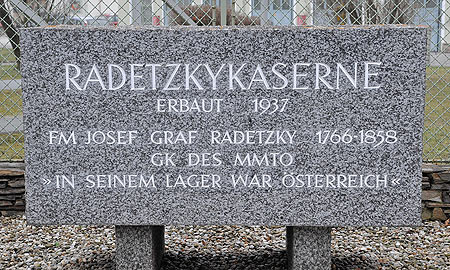 RADETZKYKASERNE
ERBAUT 1937
FM JOSEF GRAF RADETZKY 1766-1858
GK DES MMTO
»IN SEINEM LAGER WAR ÖSTERREICH«